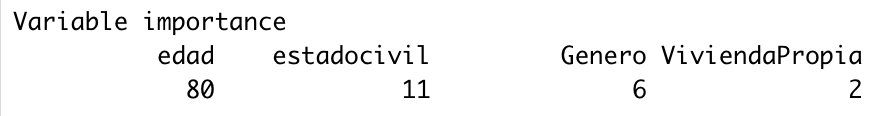 Variable importance
edad estadocivil Genero ViviendaPropia
80 11 6 2